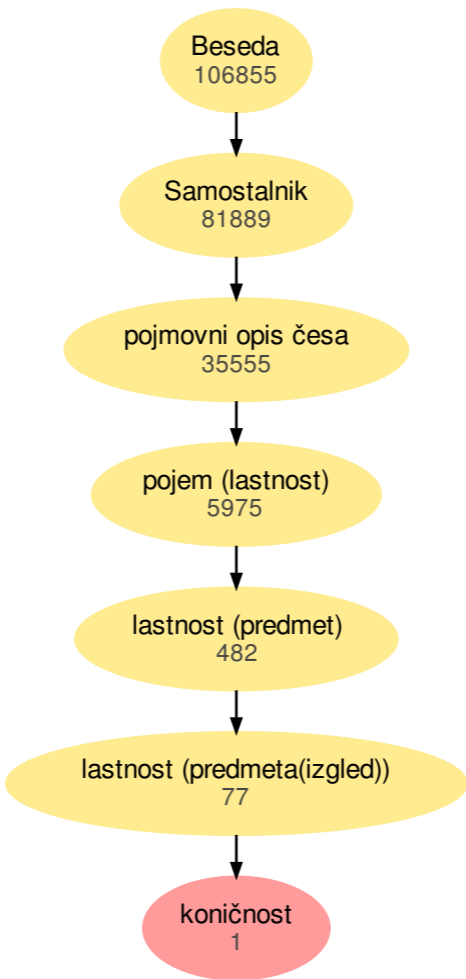 Beseda
106855
Samostalnik
81889
pojmovni opis česa
35555
pojem (lastnost)
5975
lastnost (predmet)
482
lastnost (predmeta(izgled))
77
koničnost
1